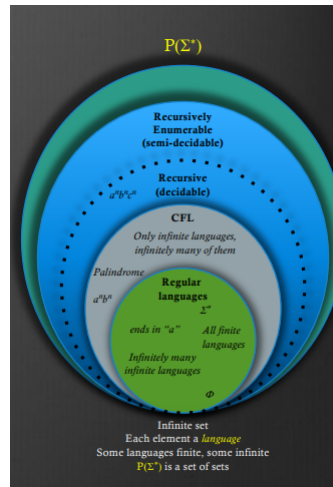 P(Σ*)
Recursively
Enumerable
(semi-decidable)
Recursive
(decidable)
aⁿbⁿcⁿ
CFL
Only infinite languages,
infinitely many of them
Palindrome
aⁿbⁿ
Regular
languages
Σ*
ends in “a”
All finite
languages
Infinitely many
infinite languages
Φ
Infinite set
Each element a language
Some languages finite, some infinite
P(Σ*) is a set of sets